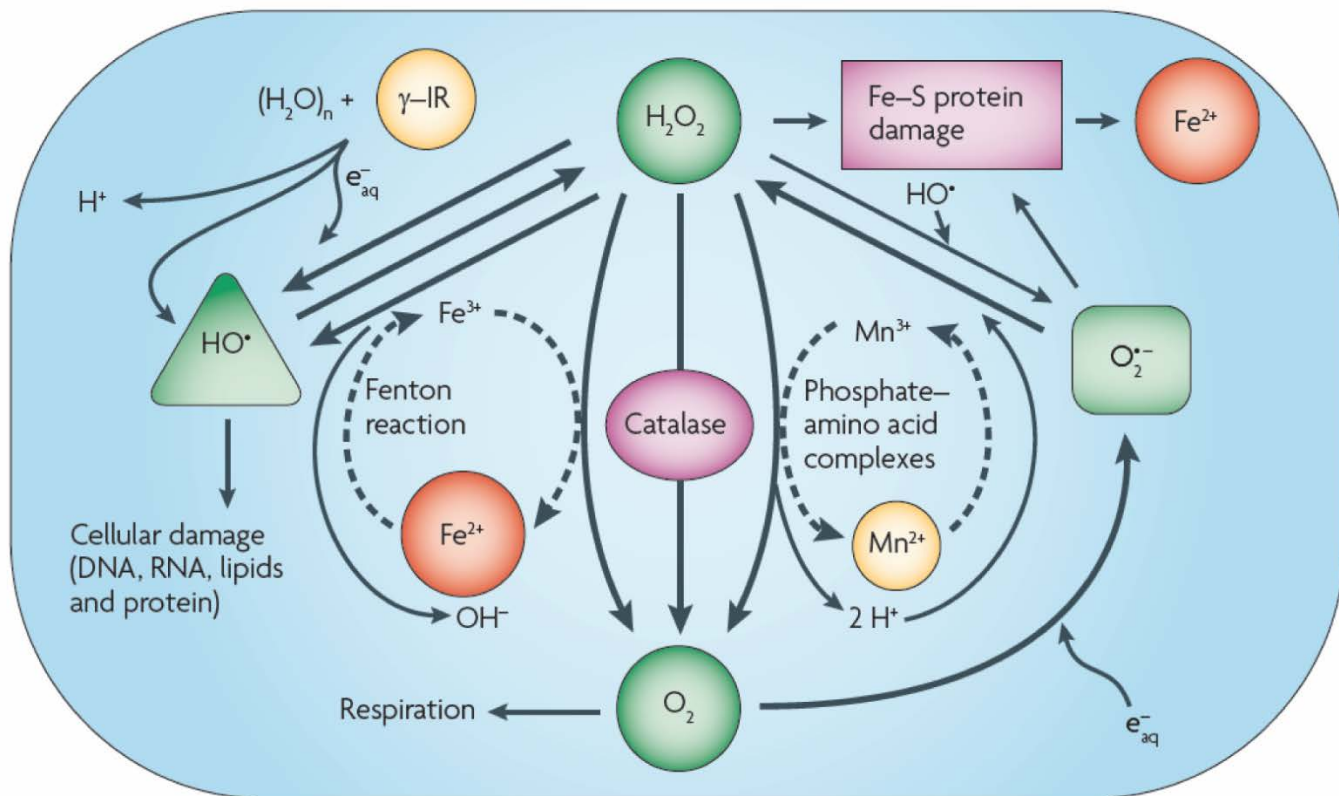 (H₂O)ₙ +
γ–IR
H₂O₂
Fe–S protein
damage
Fe²⁺
H⁺
e⁻aq
HO•
HO•
Fe³⁺
Mn³⁺
O₂•–
Fenton
reaction
Catalase
Phosphate–
amino acid
complexes
Fe²⁺
Mn²⁺
Cellular damage
(DNA, RNA, lipids
and protein)
OH⁻
2 H⁺
Respiration
O₂
e⁻aq